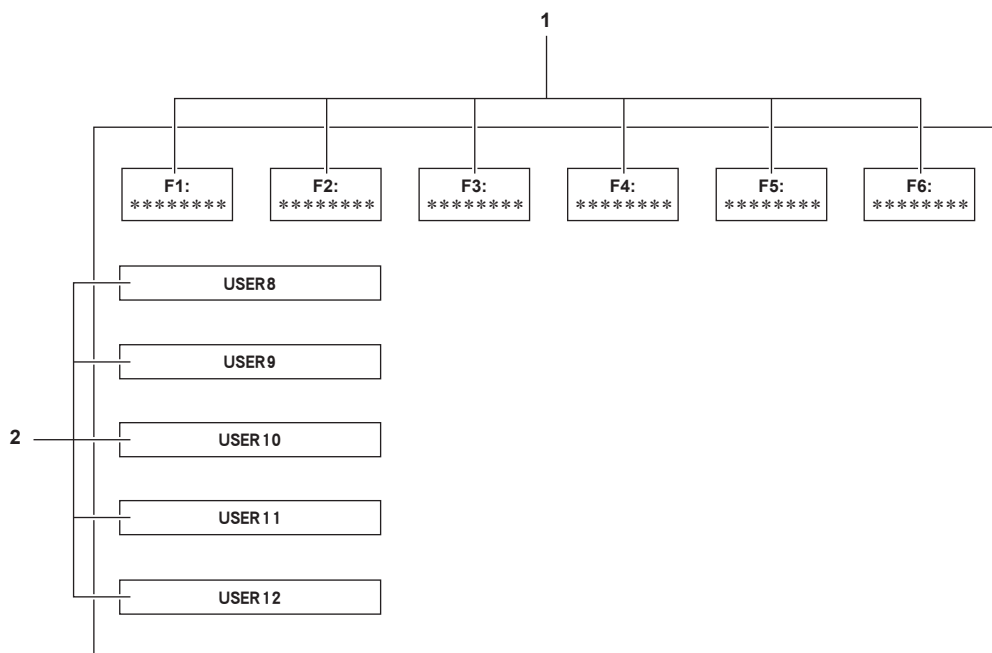 1
F1: F2: F3: F4: F5: F6:
******** ******** ******** ******** ******** ********
USER8
USER9
2 USER10
USER11
USER12